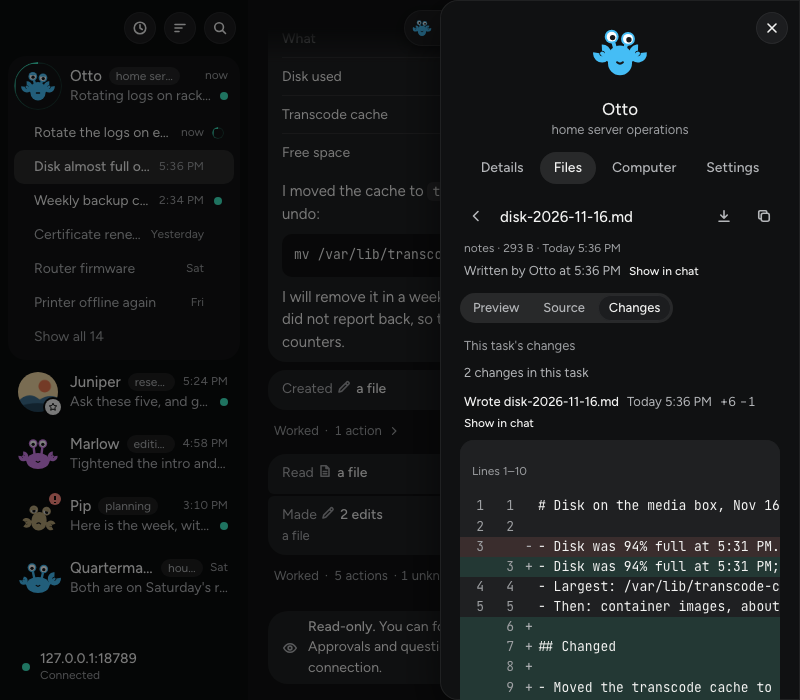 Otto home ser... now
Rotating logs on rack...
Rotate the logs on e... now
Disk almost full o... 5:36 PM
Weekly backup c... 2:34 PM
Certificate rene... Yesterday
Router firmware Sat
Printer offline again Fri
Show all 14
Juniper rese... 5:24 PM
Ask these five, and g...
Marlow editi... 4:58 PM
Tightened the intro and...
Pip planning 3:10 PM
Here is the week, wit...
Quarterma... hou... Sat
Both are on Saturday's r...
127.0.0.1:18789
Connected
What
Disk used
Transcode cache
Free space
I moved the cache to
undo:
mv /var/lib/transco
I will remove it in a week
did not report back, so t
counters.
Created a file
Worked · 1 action
Read a file
Made 2 edits
a file
Worked · 5 actions · 1 unkn
Read-only. You can fo
Approvals and questi
connection.
Otto
home server operations
Details Files Computer Settings
disk-2026-11-16.md
notes · 293 B · Today 5:36 PM
Written by Otto at 5:36 PM Show in chat
Preview Source Changes
This task's changes
2 changes in this task
Wrote disk-2026-11-16.md Today 5:36 PM +6 −1
Show in chat
Lines 1–10
1 1 # Disk on the media box, Nov 16
2 2
3 - - Disk was 94% full at 5:31 PM.
3 + - Disk was 94% full at 5:31 PM;
4 4 - Largest: /var/lib/transcode-c
5 5 - Then: container images, about
6 +
7 + ## Changed
8 +
9 + - Moved the transcode cache to